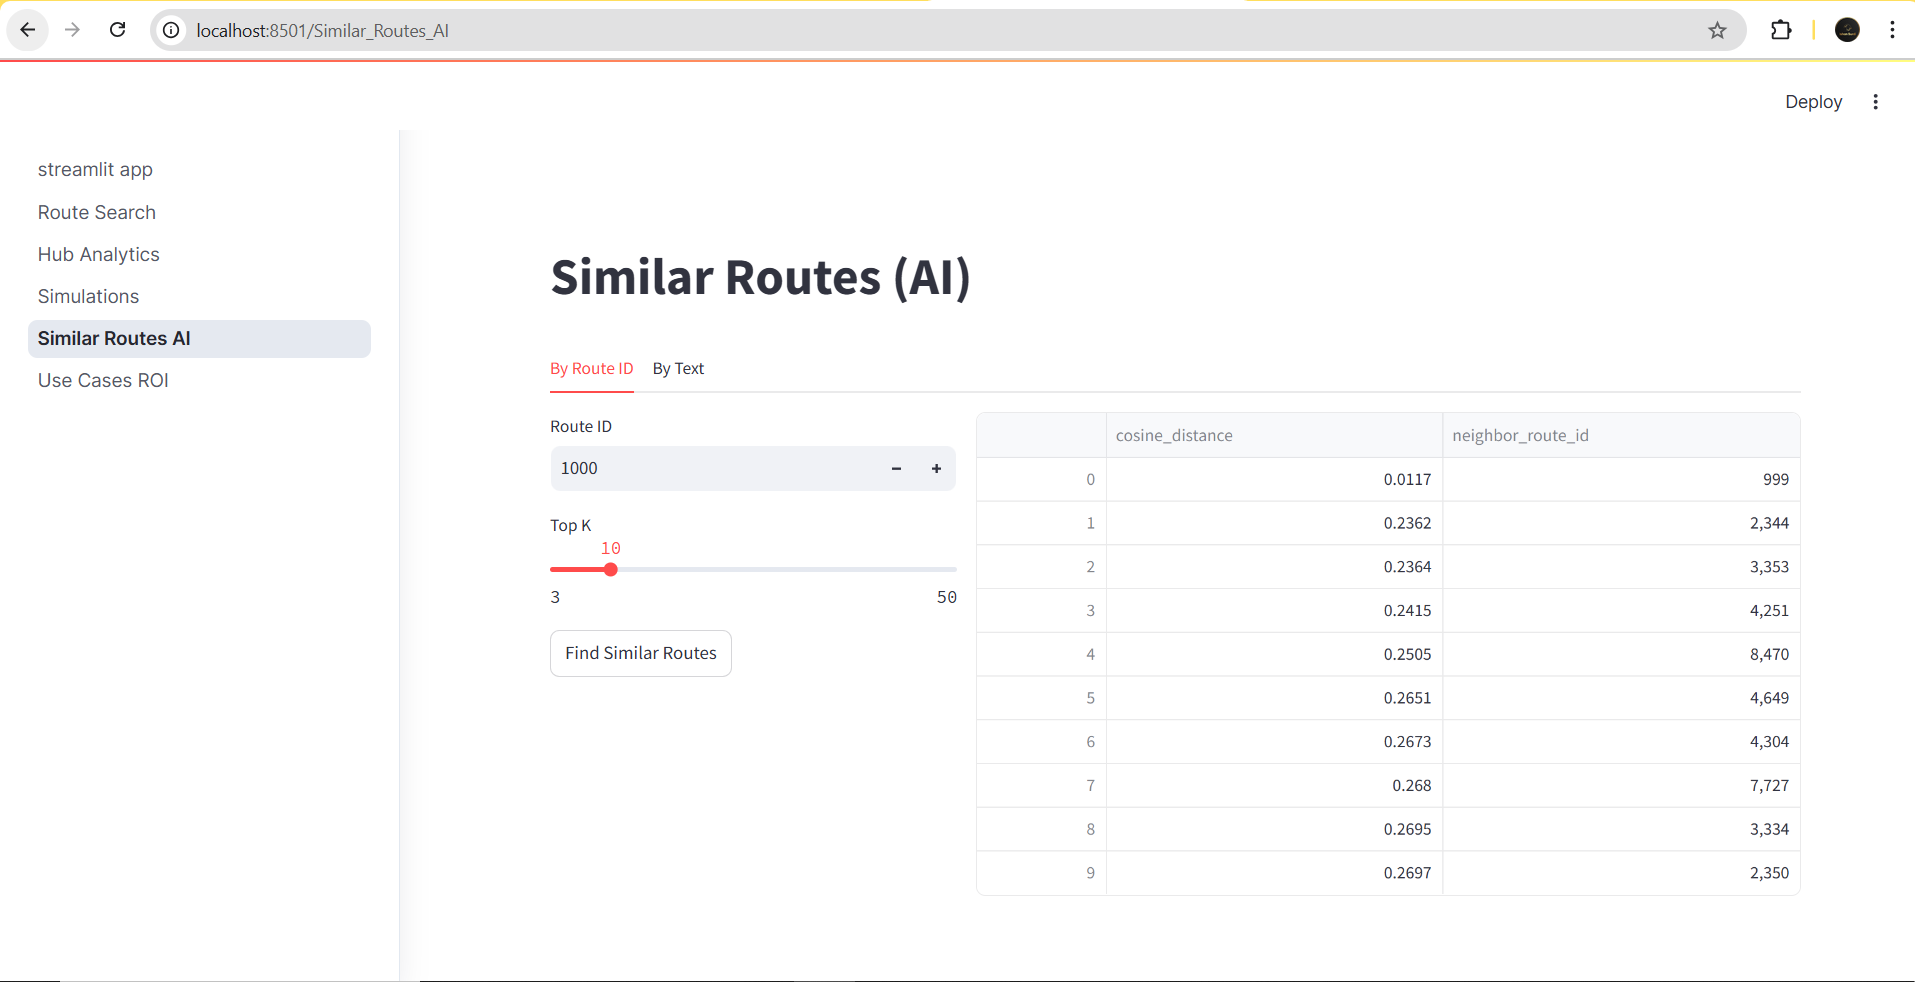 localhost:8501/Similar_Routes_AI
Deploy
streamlit app
Route Search
Hub Analytics
Simulations
Similar Routes AI
Use Cases ROI
Similar Routes (AI)
By Route ID By Text
Route ID
1000
Top K
10
3 50
Find Similar Routes
cosine_distance neighbor_route_id
0 0.0117 999
1 0.2362 2,344
2 0.2364 3,353
3 0.2415 4,251
4 0.2505 8,470
5 0.2651 4,649
6 0.2673 4,304
7 0.268 7,727
8 0.2695 3,334
9 0.2697 2,350